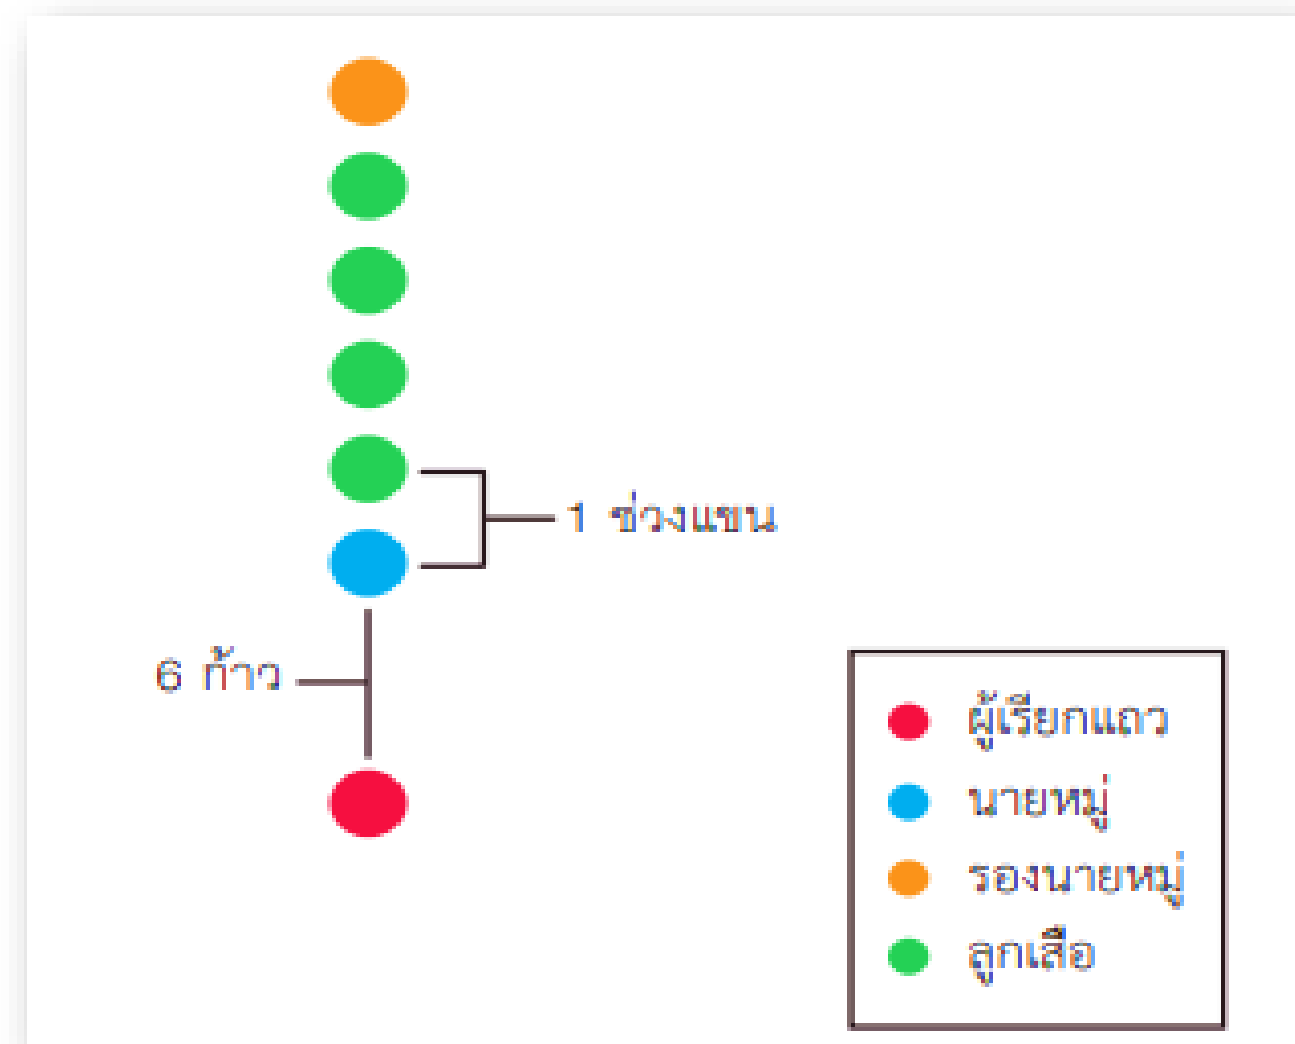 1 ช่วงแขน
6 ก้าว
ผู้เรียกแถว
นายหมู่
รองนายหมู่
ลูกเสือ